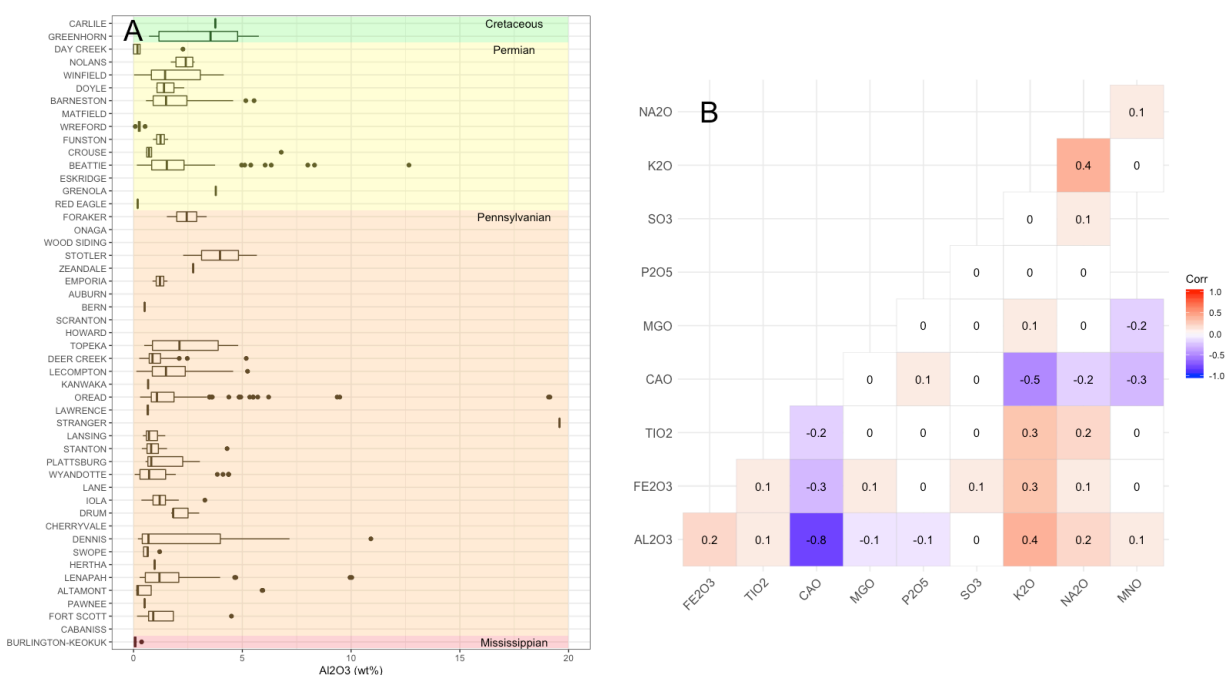 A
CARLILE
Cretaceous
GREENHORN
DAY CREEK
Permian
NOLANS
WINFIELD
DOYLE
BARNESTON
MATFIELD
WREFORD
FUNSTON
CROUSE
BEATTIE
ESKRIDGE
GRENOLA
RED EAGLE
FORAKER
Pennsylvanian
ONAGA
WOOD SIDING
STOTLER
ZEANDALE
EMPORIA
AUBURN
BERN
SCRANTON
HOWARD
TOPEKA
DEER CREEK
LECOMPTON
KANWAKA
OREAD
LAWRENCE
STRANGER
LANSING
STANTON
PLATTSBURG
WYANDOTTE
LANE
IOLA
DRUM
CHERRYVALE
DENNIS
SWOPE
HERTHA
LENAPAH
ALTAMONT
PAWNEE
FORT SCOTT
CABANISS
BURLINGTON-KEOKUK
Mississippian
0 5 10 15 20
Al2O3 (wt%)
B
NA2O 0.1
K2O 0.4 0
SO3 0 0.1
P2O5 0 0 0
MGO 0 0 0.1 0 -0.2
CAO 0 0.1 0 -0.5 -0.2 -0.3
TIO2 -0.2 0 0 0 0.3 0.2 0
FE2O3 0.1 -0.3 0.1 0 0.1 0.3 0.1 0
AL2O3 0.2 0.1 -0.8 -0.1 -0.1 0 0.4 0.2 0.1
FE2O3 TIO2 CAO MGO P2O5 SO3 K2O NA2O MNO
Corr
1.0
0.5
0.0
-0.5
-1.0